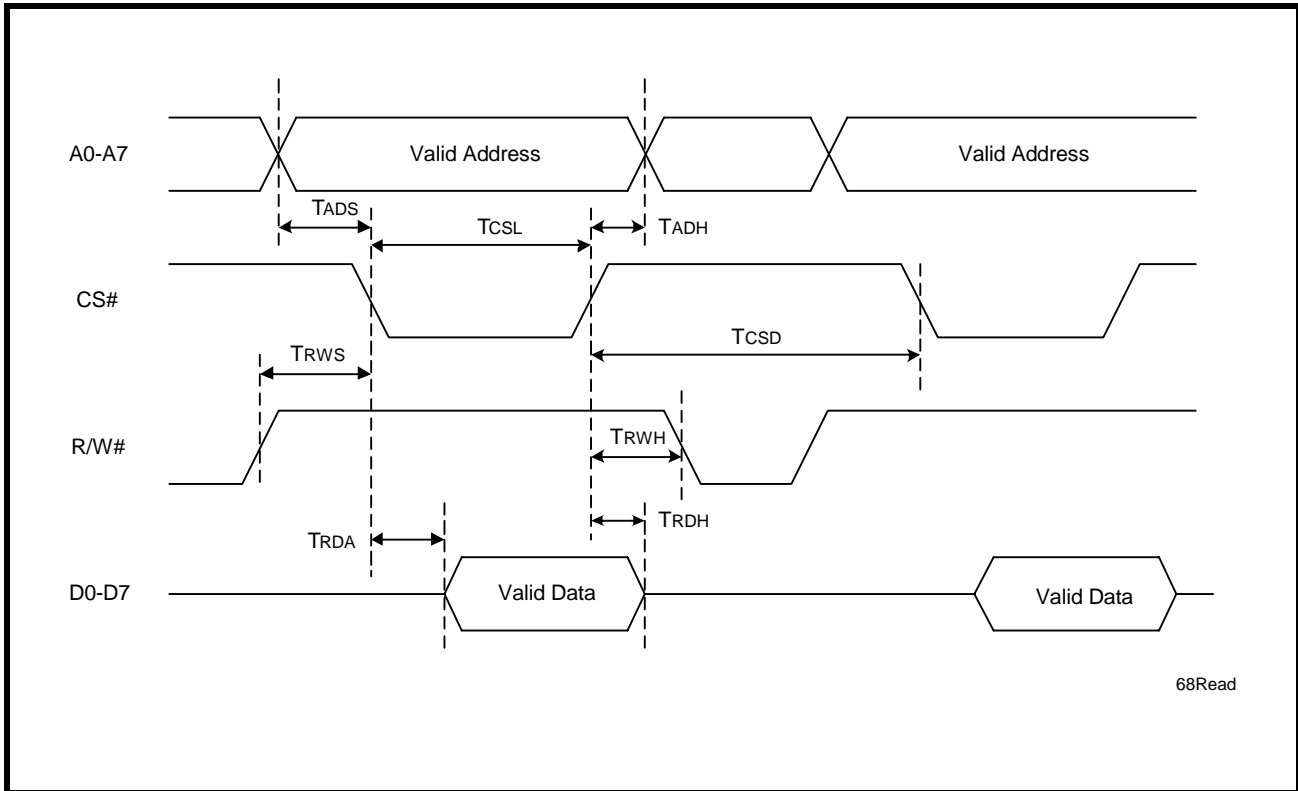 A0-A7
Valid Address
Valid Address
TADS
TCSL
TADH
CS#
TCSD
TRWS
R/W#
TRWH
TRDA
TRDH
D0-D7
Valid Data
Valid Data
68Read